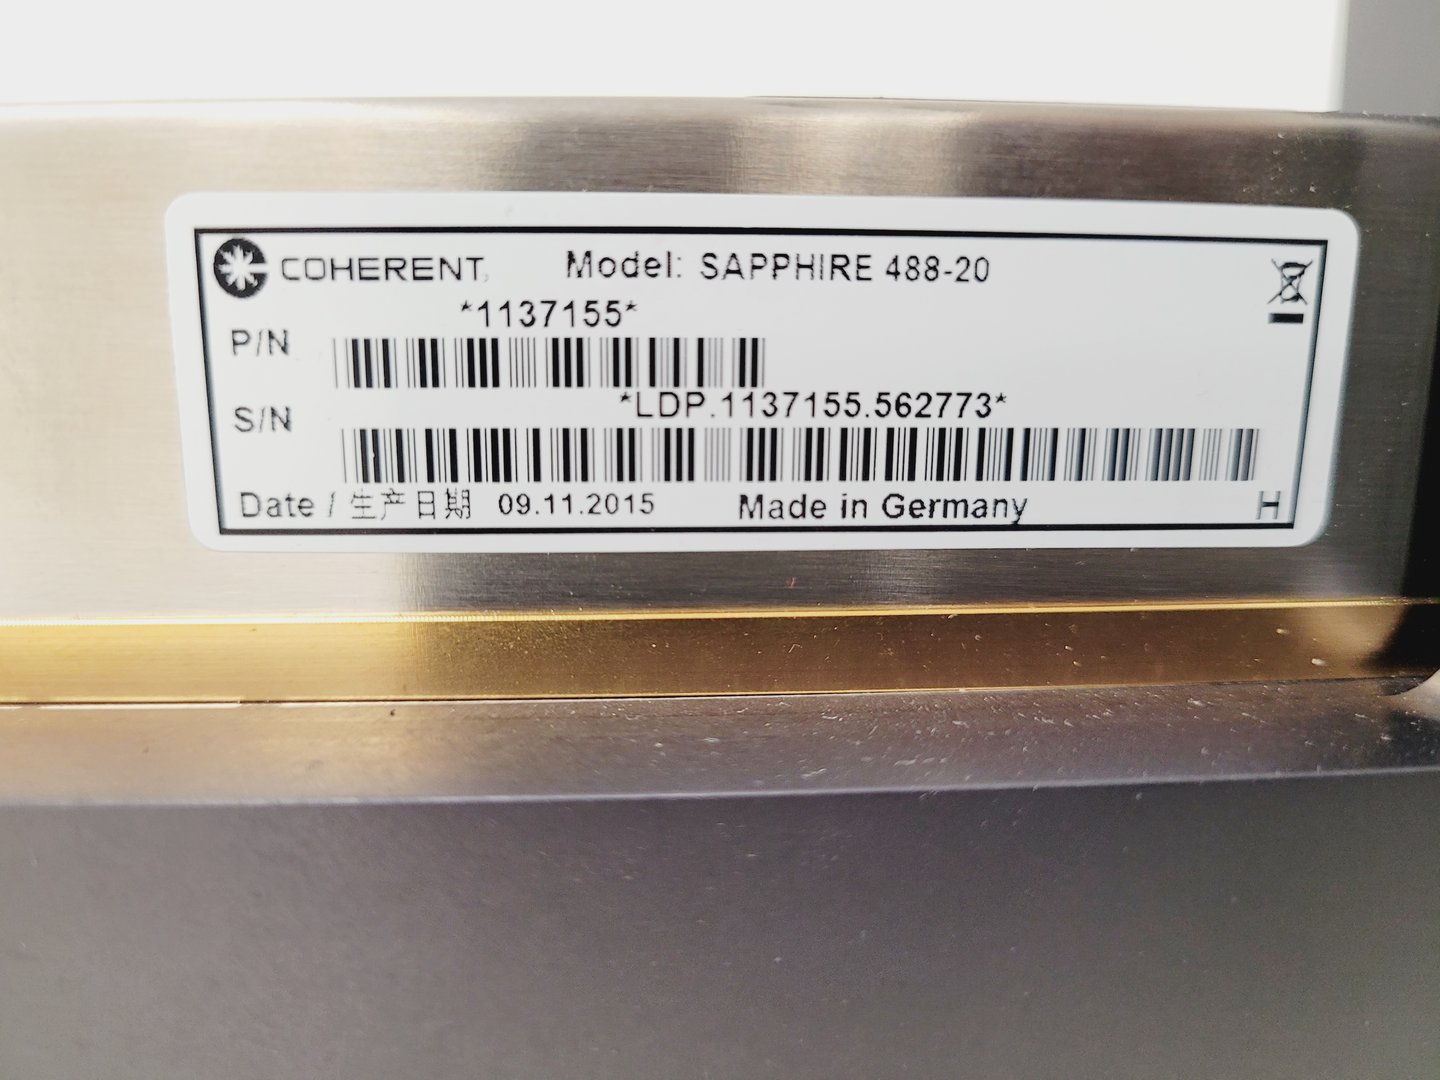 COHERENT Model: SAPPHIRE 488-20
*1137155*
P/N
*LDP.1137155.562773*
S/N
Date / 生产日期 09.11.2015 Made in Germany H